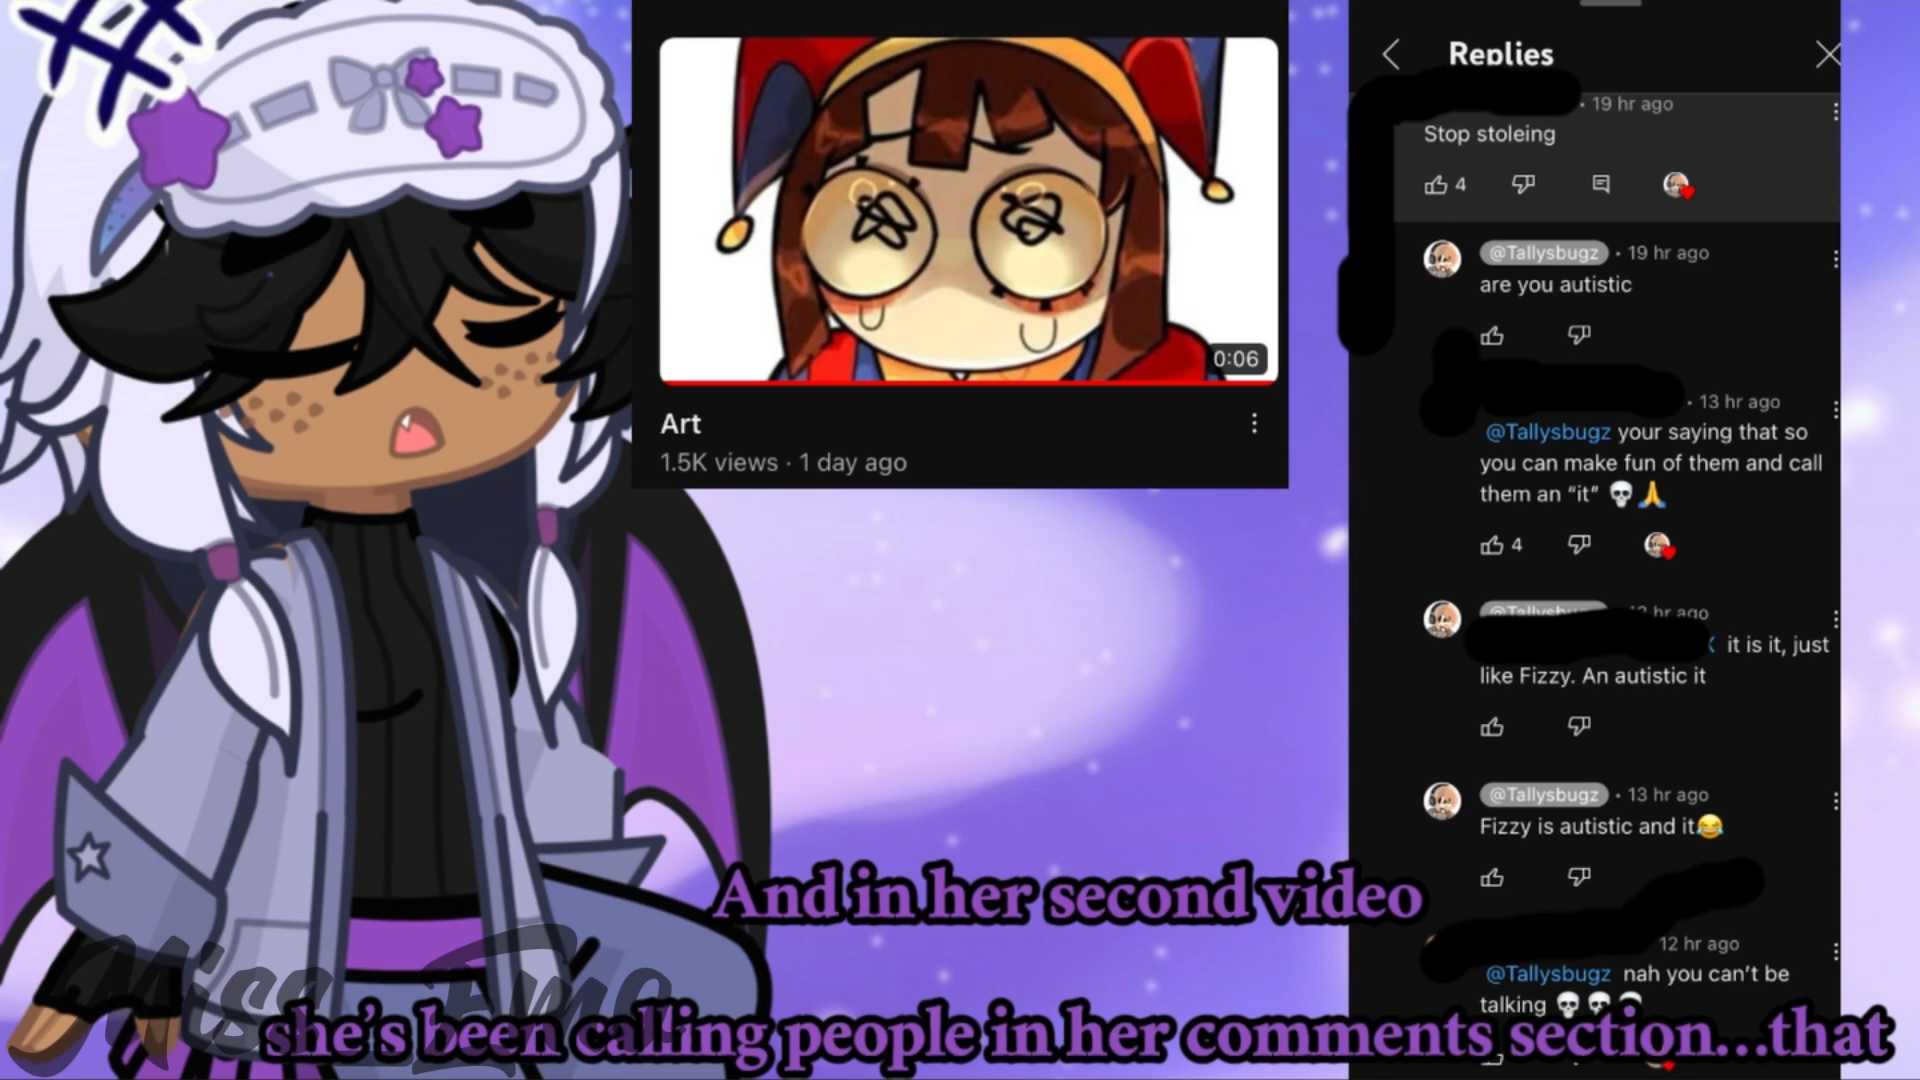 0:06
Art
1.5K views · 1 day ago
Replies
· 19 hr ago
Stop stoleing
4
@Tallysbugz · 19 hr ago
are you autistic
· 13 hr ago
@Tallysbugz your saying that so
you can make fun of them and call
them an “it” 💀🙏
4
@Tallysbugz
hr ago
it is it, just
like Fizzy. An autistic it
@Tallysbugz · 13 hr ago
Fizzy is autistic and it😂
12 hr ago
@Tallysbugz nah you can’t be
talking 💀💀💀
And in her second video
she’s been calling people in her comments section...that
Miss_Emo